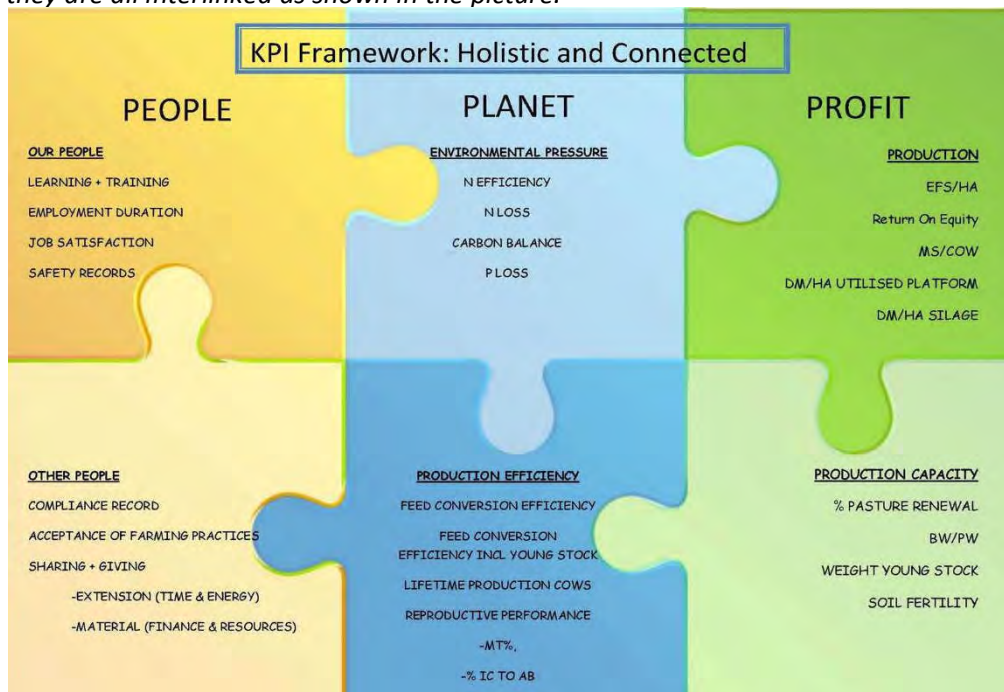 they are all interlinked as shown in the picture.
KPI Framework: Holistic and Connected
PEOPLE
OUR PEOPLE
LEARNING + TRAINING
EMPLOYMENT DURATION
JOB SATISFACTION
SAFETY RECORDS
PLANET
ENVIRONMENTAL PRESSURE
N EFFICIENCY
N LOSS
CARBON BALANCE
P LOSS
PROFIT
PRODUCTION
EFS/HA
Return On Equity
MS/COW
DM/HA UTILISED PLATFORM
DM/HA SILAGE
OTHER PEOPLE
COMPLIANCE RECORD
ACCEPTANCE OF FARMING PRACTICES
SHARING + GIVING
-EXTENSION (TIME & ENERGY)
-MATERIAL (FINANCE & RESOURCES)
PRODUCTION EFFICIENCY
FEED CONVERSION EFFICIENCY
FEED CONVERSION
EFFICIENCY INCL YOUNG STOCK
LIFETIME PRODUCTION COWS
REPRODUCTIVE PERFORMANCE
-MT%,
-% IC TO AB
PRODUCTION CAPACITY
% PASTURE RENEWAL
BW/PW
WEIGHT YOUNG STOCK
SOIL FERTILITY